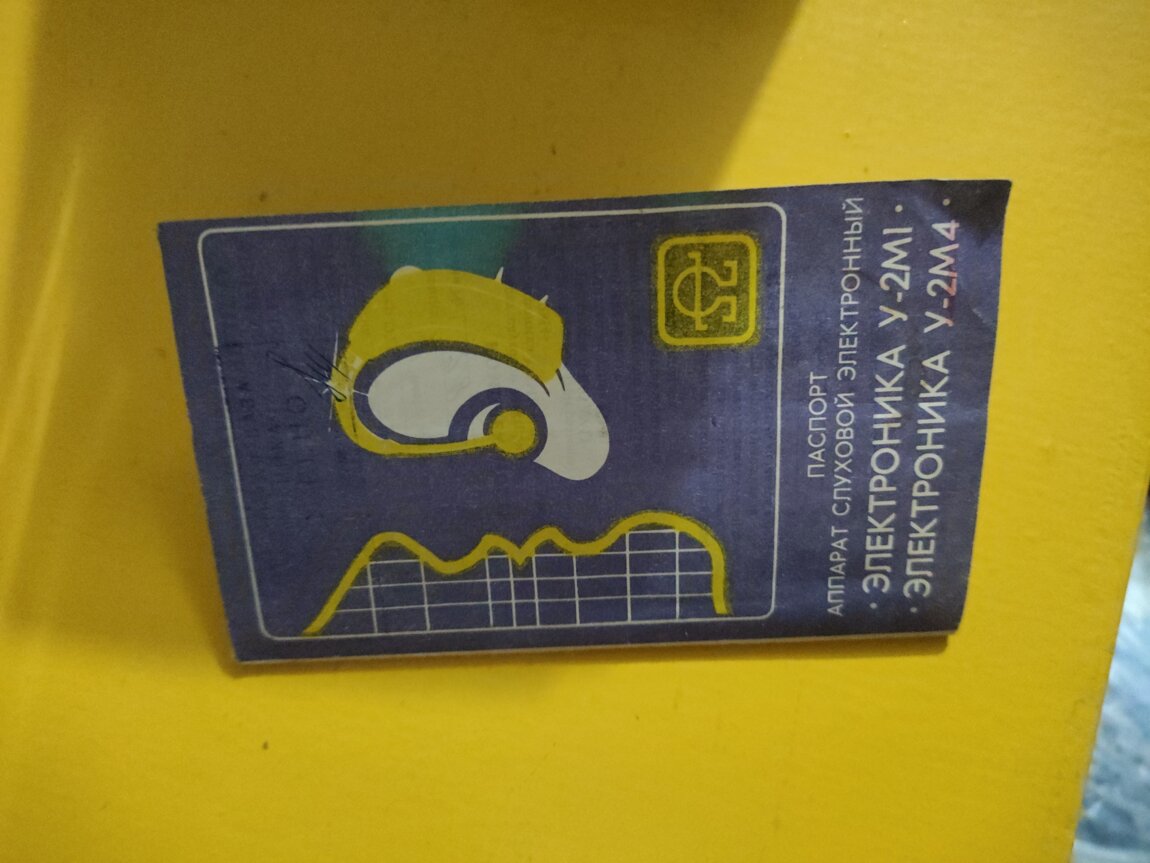 ПАСПОРТ
АППАРАТ СЛУХОВОЙ ЭЛЕКТРОННЫЙ
· ЭЛЕКТРОНИКА У-2М1 ·
· ЭЛЕКТРОНИКА У-2М4 ·